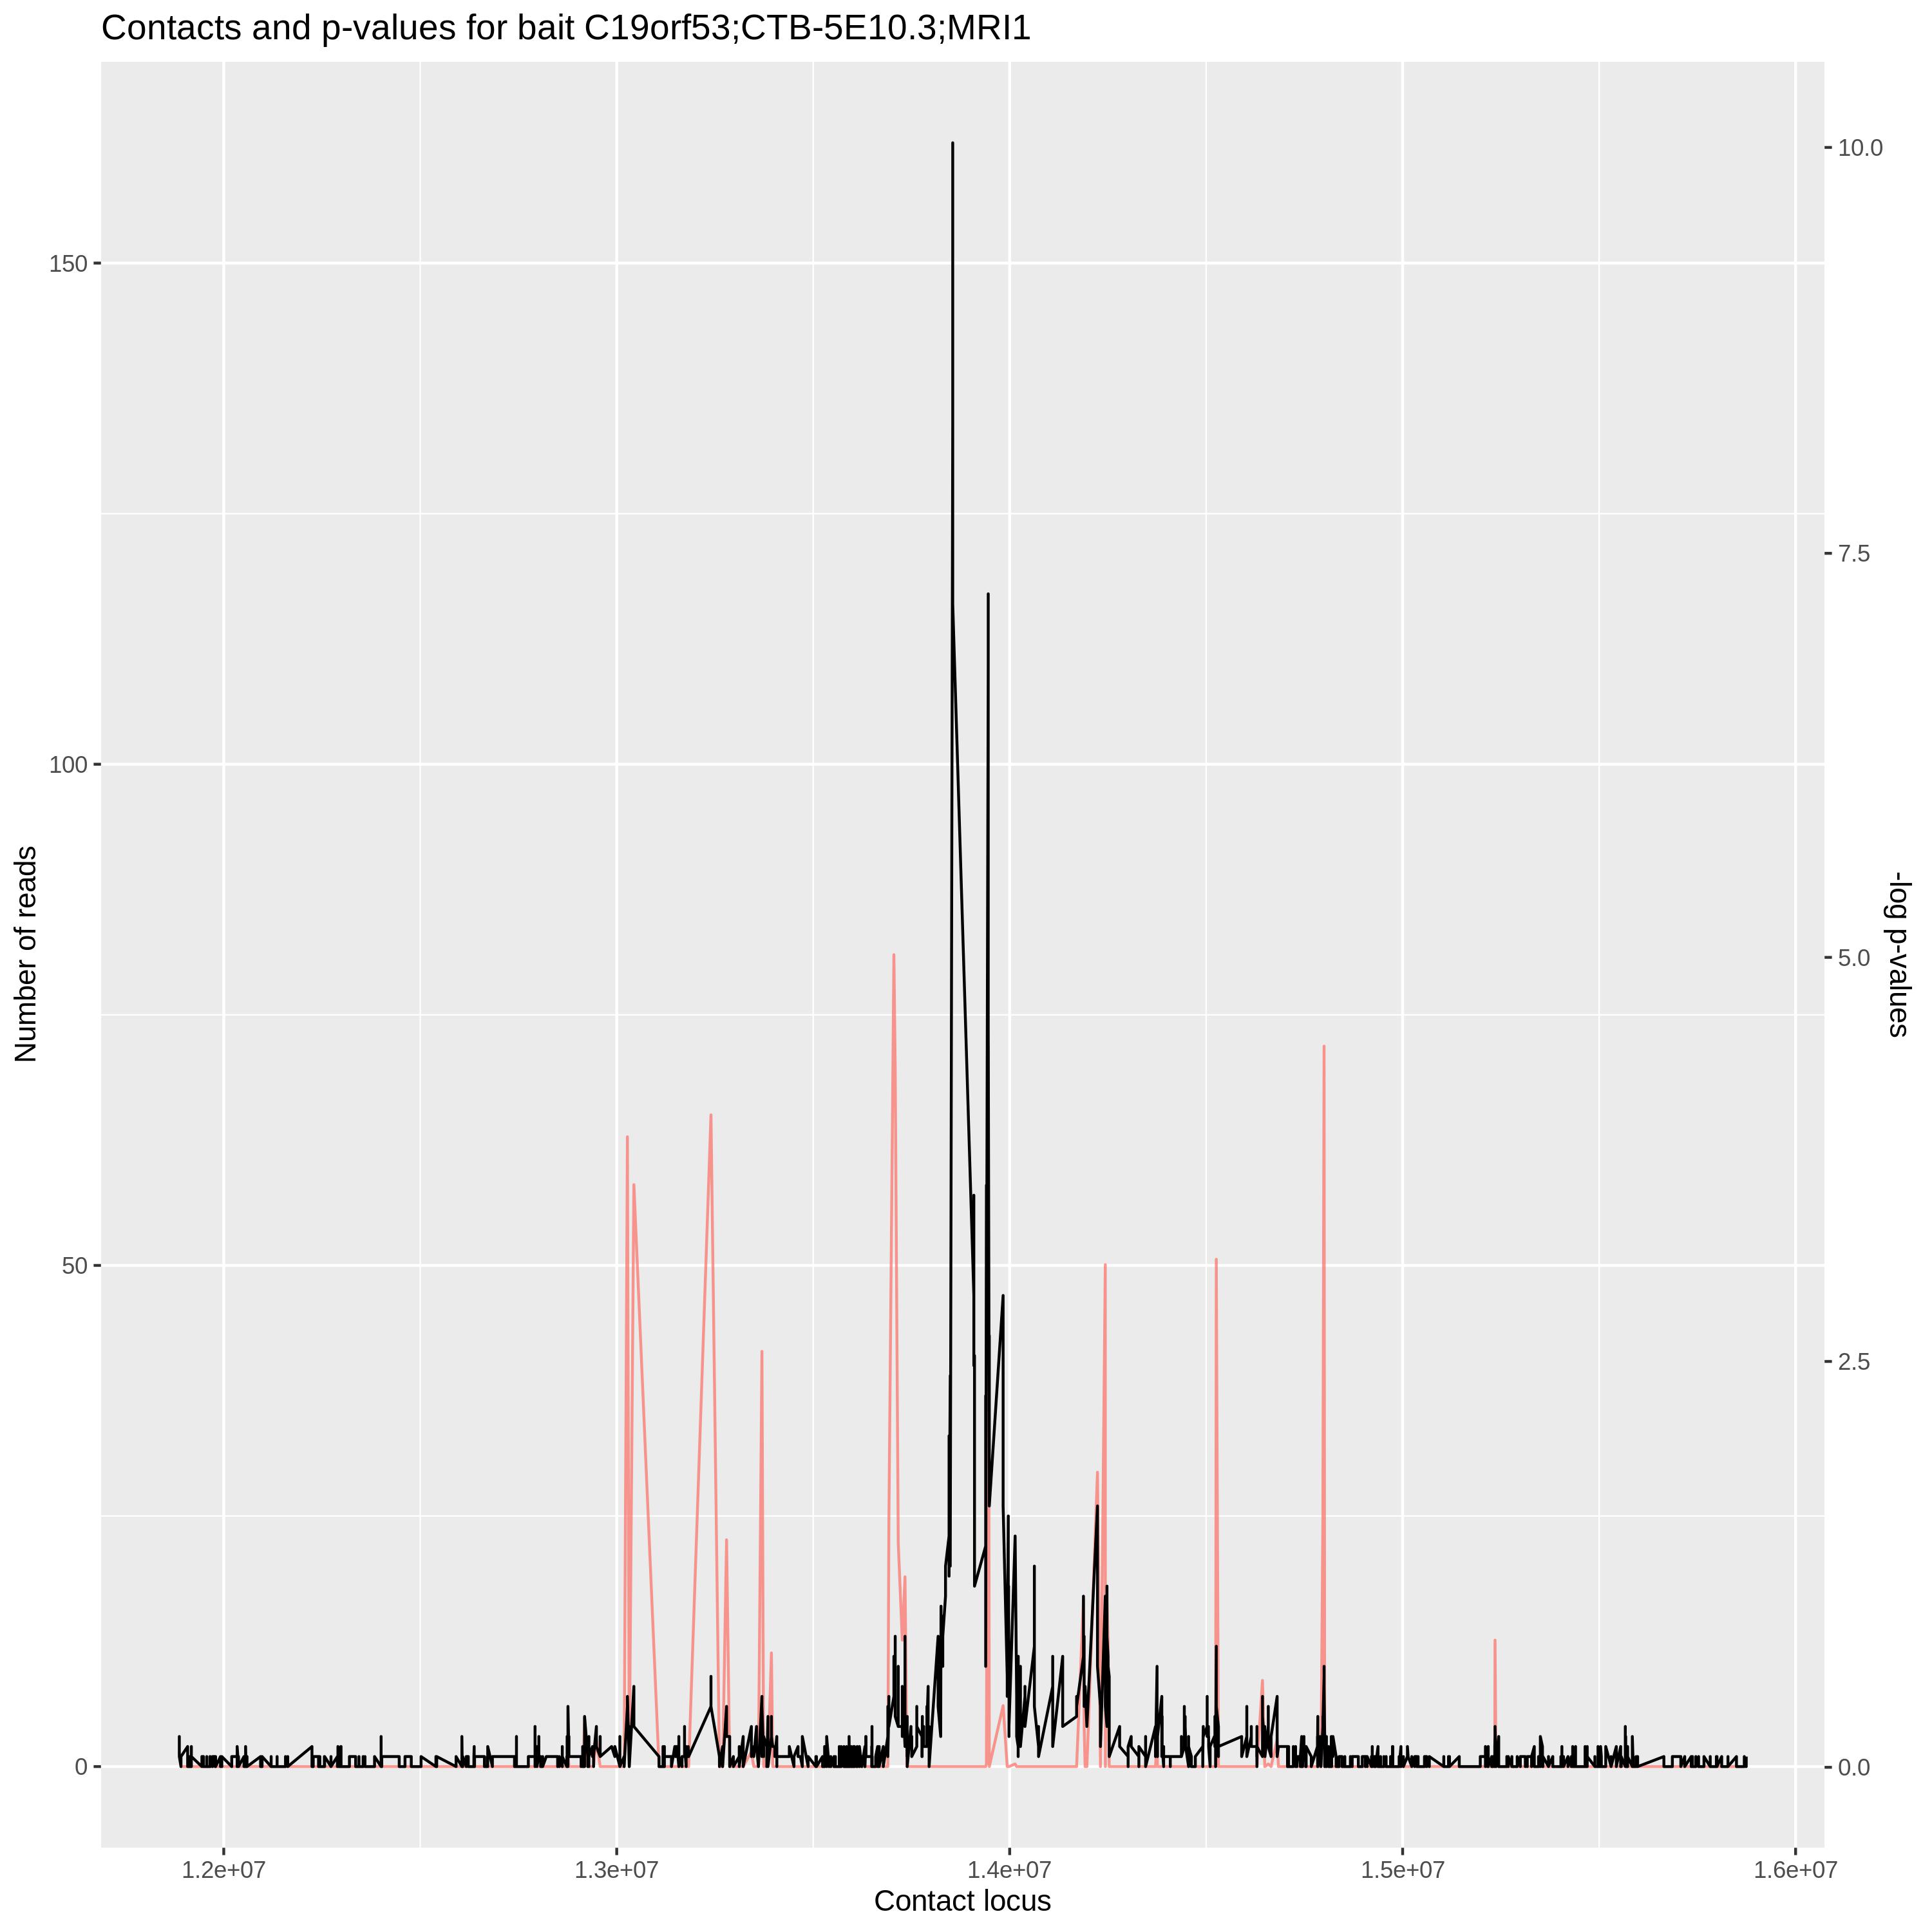 Contacts and p-values for bait C19orf53;CTB-5E10.3;MRI1
150
100
50
0
Number of reads
10.0
7.5
5.0
2.5
0.0
-log p-values
1.2e+07
1.3e+07
1.4e+07
1.5e+07
1.6e+07
Contact locus